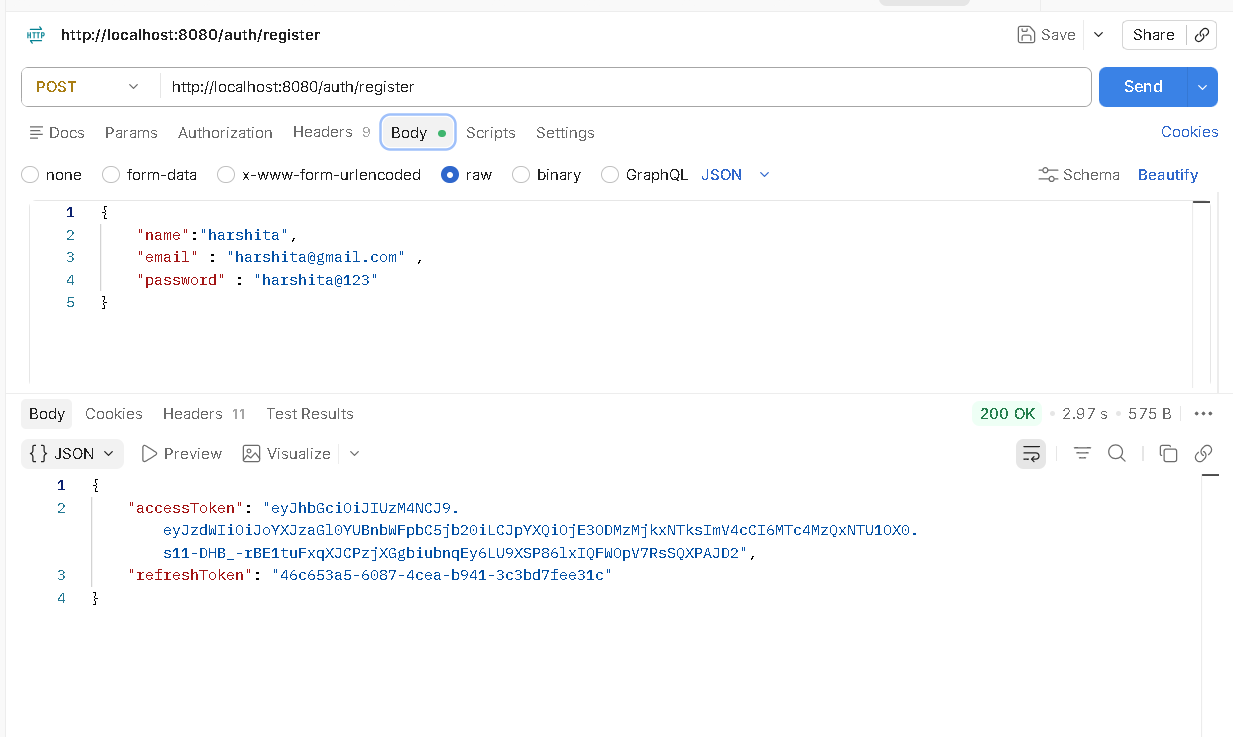 HTTP http://localhost:8080/auth/register Save Share
POST http://localhost:8080/auth/register Send
Docs Params Authorization Headers 9 Body Scripts Settings Cookies
none form-data x-www-form-urlencoded raw binary GraphQL JSON Schema Beautify
1 {
2 "name":"harshita",
3 "email" : "harshita@gmail.com" ,
4 "password" : "harshita@123"
5 }
Body Cookies Headers 11 Test Results 200 OK • 2.97 s • 575 B •••
{} JSON Preview Visualize
1 {
2 "accessToken": "eyJhbGciOiJIUzM4NCJ9.
eyJzdWIiOiJoYXJzaGl0YUBnbWFpbC5jb20iLCJpYXQiOjE3ODMzMjkxNTksImV4cCI6MTc4MzQxNTU1OX0.
s11-DHB_-rBE1tuFxqXJCPzjXGgbiubnqEy6LU9XSP86lxIQFWOpV7RsSQXPAJD2",
3 "refreshToken": "46c653a5-6087-4cea-b941-3c3bd7fee31c"
4 }